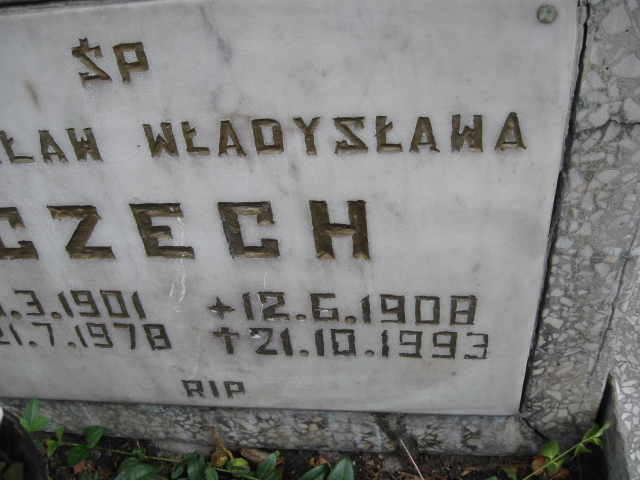 ŚP
ŁAW WŁADYSŁAWA
CZECH
.3.1901 + 12.6.1908
21.7.1978 † 21.10.1993
RIP